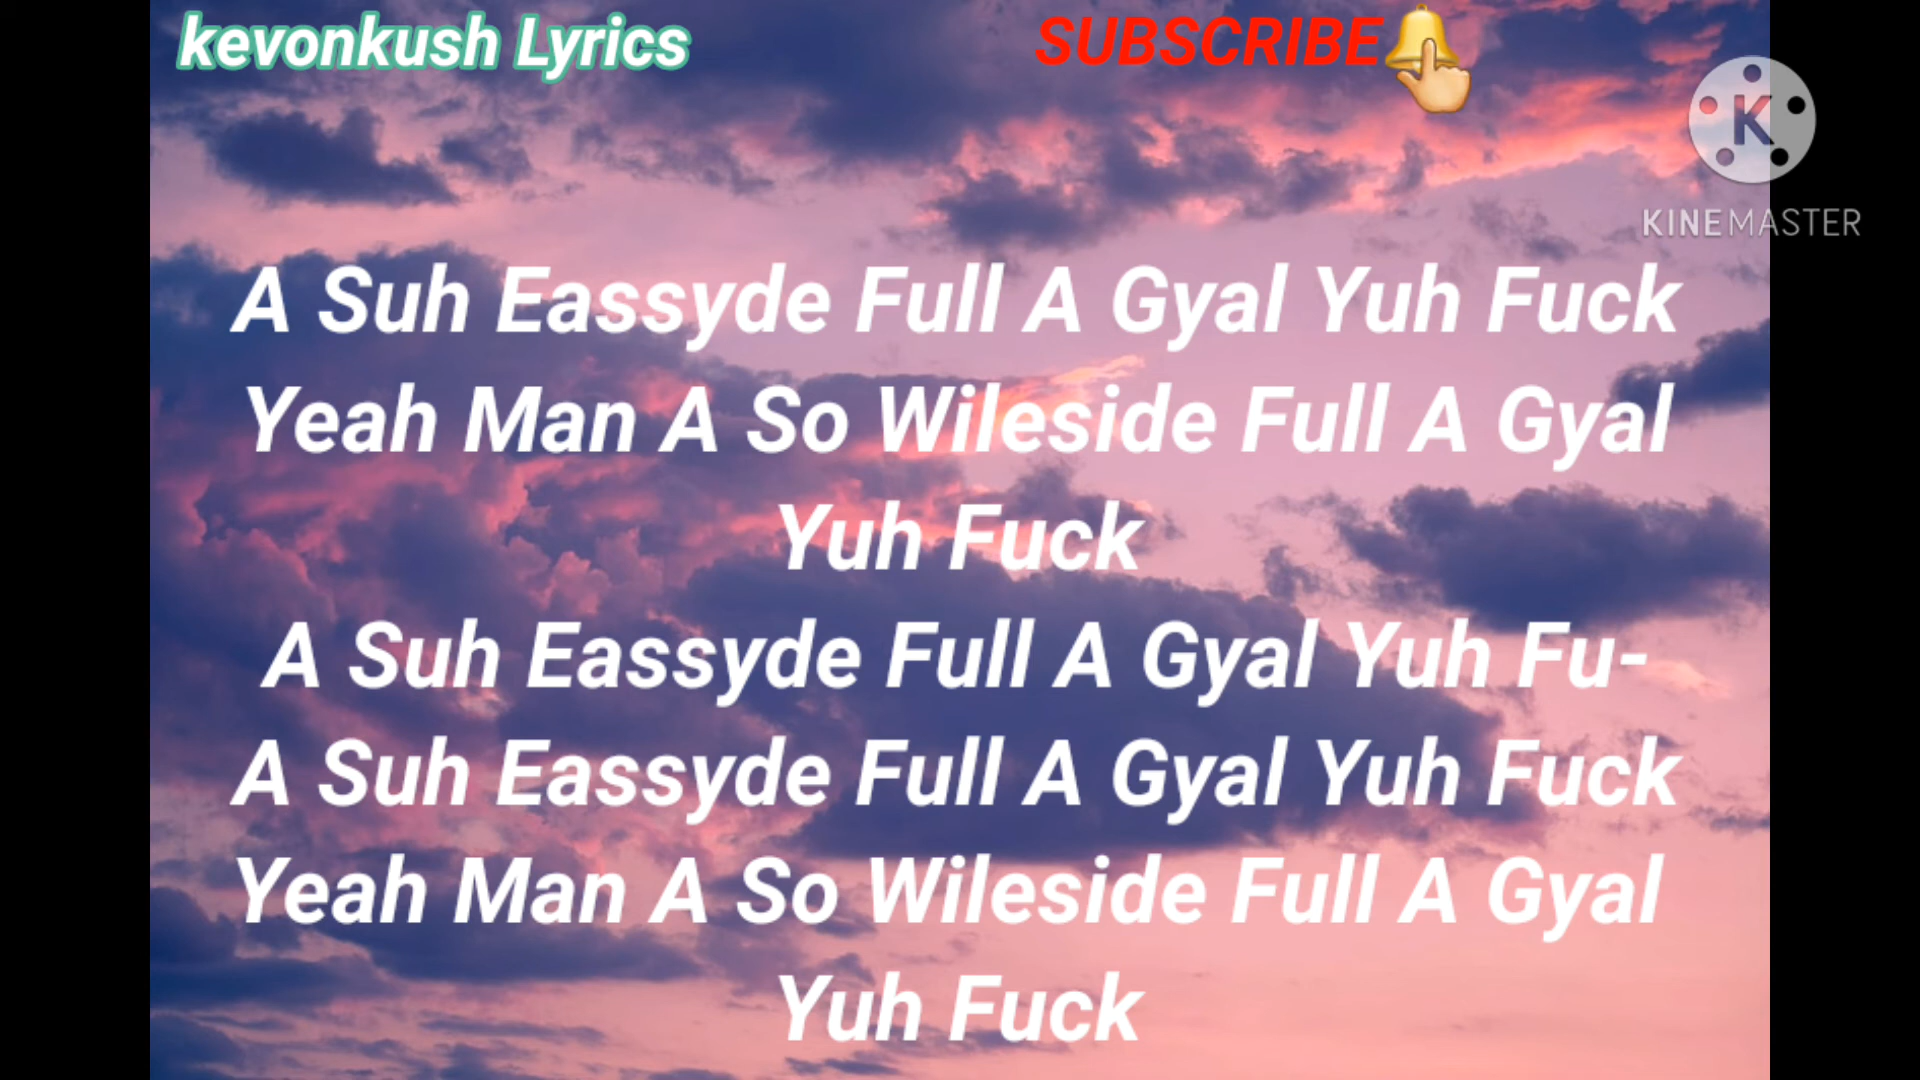 kevonkush Lyrics
SUBSCRIBE
K
KINEMASTER
A Suh Eassyde Full A Gyal Yuh Fuck
Yeah Man A So Wileside Full A Gyal
Yuh Fuck
A Suh Eassyde Full A Gyal Yuh Fu-
A Suh Eassyde Full A Gyal Yuh Fuck
Yeah Man A So Wileside Full A Gyal
Yuh Fuck